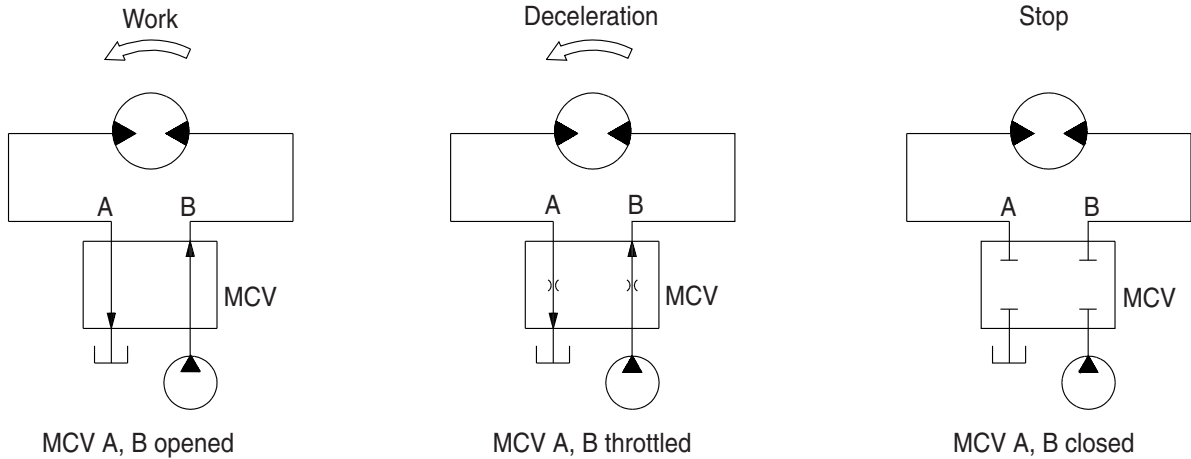 Work
A B
MCV
MCV A, B opened
Deceleration
A B
MCV
MCV A, B throttled
Stop
A B
MCV
MCV A, B closed